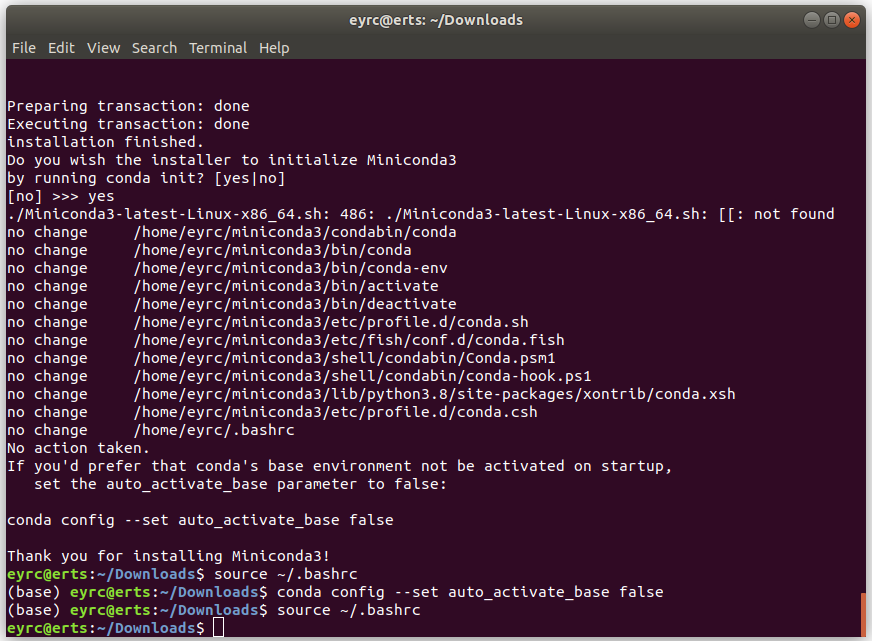 eyrc@erts: ~/Downloads
File Edit View Search Terminal Help
Preparing transaction: done
Executing transaction: done
installation finished.
Do you wish the installer to initialize Miniconda3
by running conda init? [yes|no]
[no] >>> yes
./Miniconda3-latest-Linux-x86_64.sh: 486: ./Miniconda3-latest-Linux-x86_64.sh: [[: not found
no change     /home/eyrc/miniconda3/condabin/conda
no change     /home/eyrc/miniconda3/bin/conda
no change     /home/eyrc/miniconda3/bin/conda-env
no change     /home/eyrc/miniconda3/bin/activate
no change     /home/eyrc/miniconda3/bin/deactivate
no change     /home/eyrc/miniconda3/etc/profile.d/conda.sh
no change     /home/eyrc/miniconda3/etc/fish/conf.d/conda.fish
no change     /home/eyrc/miniconda3/shell/condabin/Conda.psm1
no change     /home/eyrc/miniconda3/shell/condabin/conda-hook.ps1
no change     /home/eyrc/miniconda3/lib/python3.8/site-packages/xontrib/conda.xsh
no change     /home/eyrc/miniconda3/etc/profile.d/conda.csh
no change     /home/eyrc/.bashrc
No action taken.
If you'd prefer that conda's base environment not be activated on startup,
   set the auto_activate_base parameter to false:
conda config --set auto_activate_base false
Thank you for installing Miniconda3!
eyrc@erts:~/Downloads$ source ~/.bashrc
(base) eyrc@erts:~/Downloads$ conda config --set auto_activate_base false
(base) eyrc@erts:~/Downloads$ source ~/.bashrc
eyrc@erts:~/Downloads$